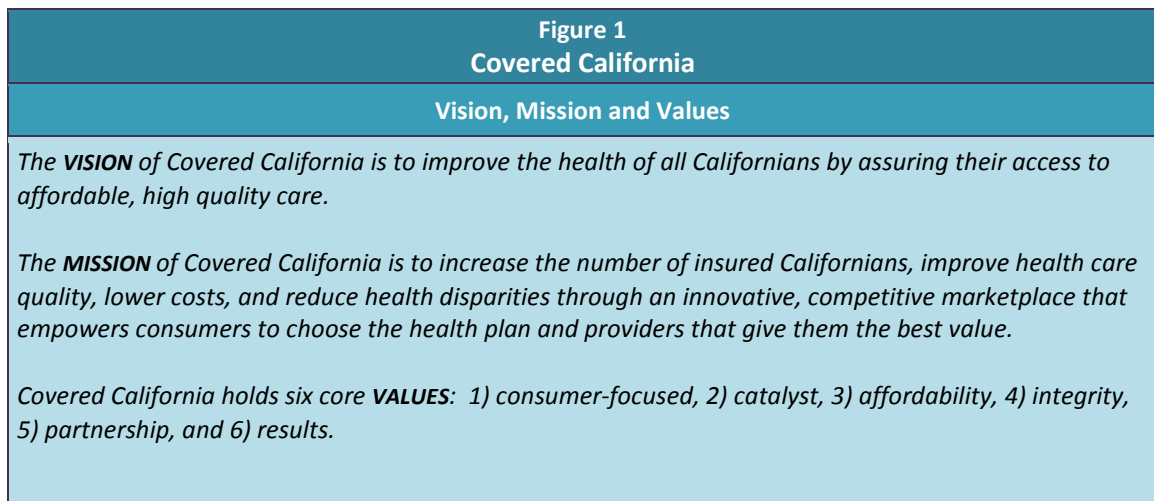 Figure 1
Covered California
Vision, Mission and Values
The VISION of Covered California is to improve the health of all Californians by assuring their access to
affordable, high quality care.
The MISSION of Covered California is to increase the number of insured Californians, improve health care
quality, lower costs, and reduce health disparities through an innovative, competitive marketplace that
empowers consumers to choose the health plan and providers that give them the best value.
Covered California holds six core VALUES:  1) consumer-focused, 2) catalyst, 3) affordability, 4) integrity,
5) partnership, and 6) results.